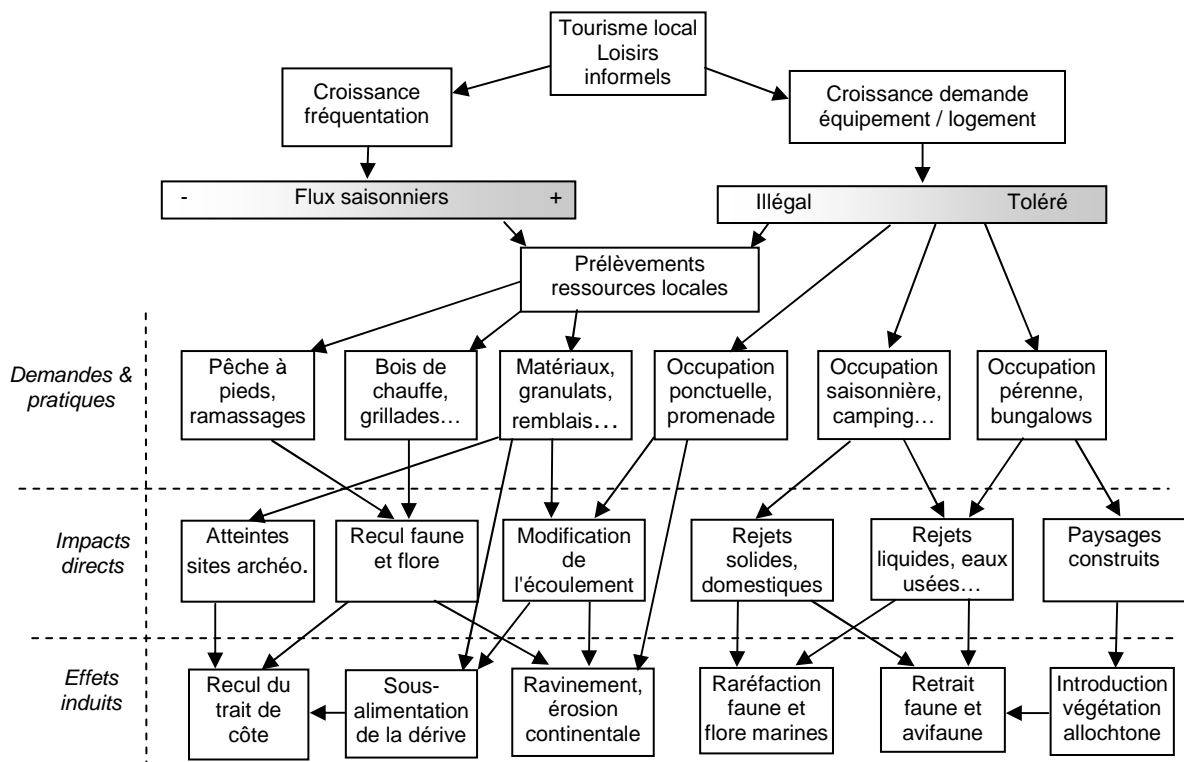 Tourisme local
Loisirs
informels
Croissance
fréquentation
Croissance demande
équipement / logement
- Flux saisonniers +
Illégal Toléré
Prélèvements
ressources locales
Demandes &
pratiques
Pêche à
pieds,
ramassages
Bois de
chauffe,
grillades…
Matériaux,
granulats,
remblais…
Occupation
ponctuelle,
promenade
Occupation
saisonnière,
camping…
Occupation
pérenne,
bungalows
Impacts
directs
Atteintes
sites archéo.
Recul faune
et flore
Modification
de
l'écoulement
Rejets
solides,
domestiques
Rejets
liquides, eaux
usées…
Paysages
construits
Effets
induits
Recul du
trait de
côte
Sous-
alimentation
de la dérive
Ravinement,
érosion
continentale
Raréfaction
faune et
flore marines
Retrait
faune et
avifaune
Introduction
végétation
allochtone